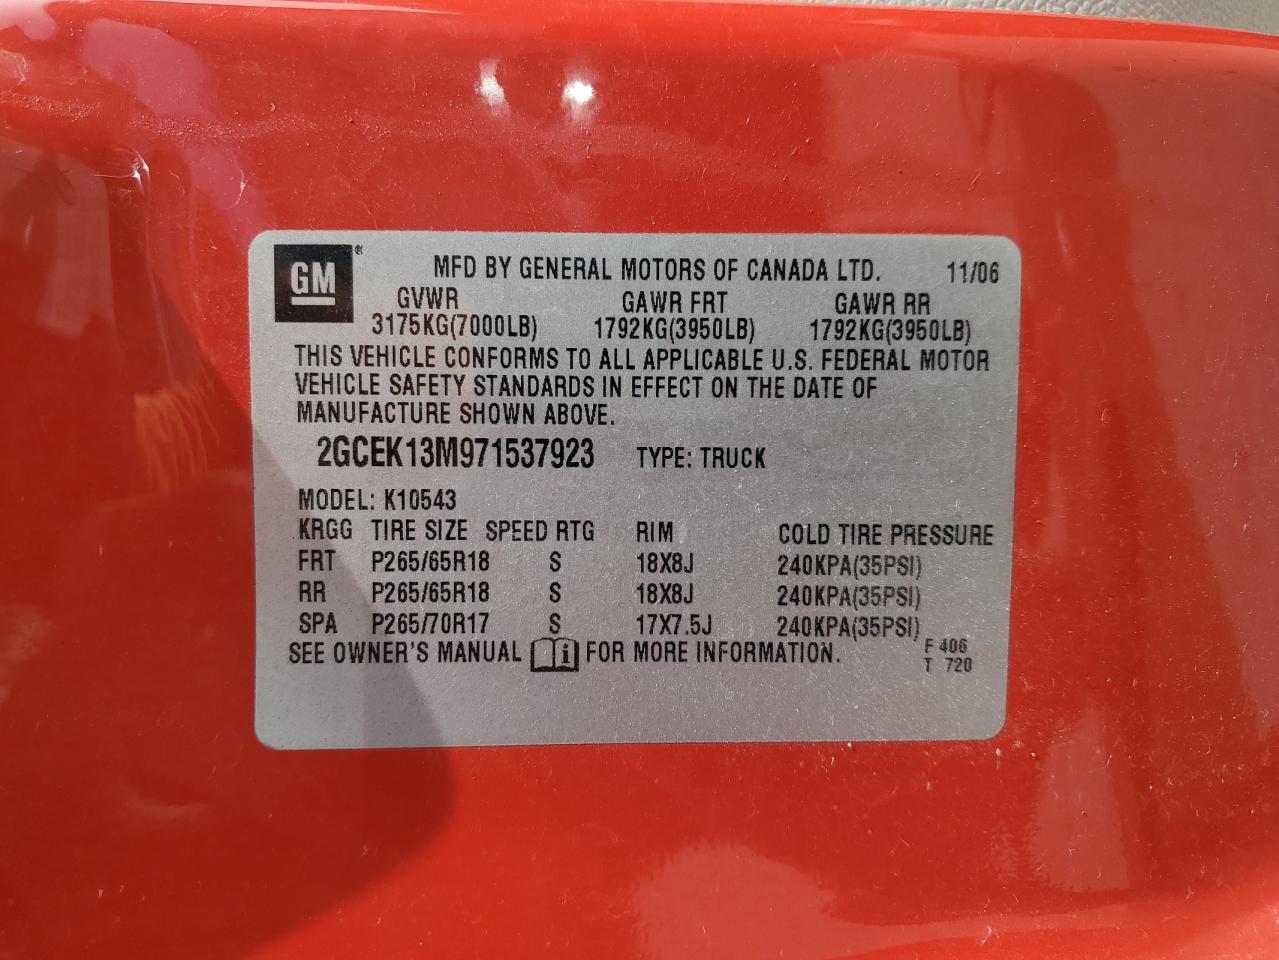 GM ® MFD BY GENERAL MOTORS OF CANADA LTD. 11/06
GVWR GAWR FRT GAWR RR
3175KG(7000LB) 1792KG(3950LB) 1792KG(3950LB)
THIS VEHICLE CONFORMS TO ALL APPLICABLE U.S. FEDERAL MOTOR
VEHICLE SAFETY STANDARDS IN EFFECT ON THE DATE OF
MANUFACTURE SHOWN ABOVE.
2GCEK13M971537923 TYPE: TRUCK
MODEL: K10543
KRGG TIRE SIZE SPEED RTG RIM COLD TIRE PRESSURE
FRT P265/65R18 S 18X8J 240KPA(35PSI)
RR P265/65R18 S 18X8J 240KPA(35PSI)
SPA P265/70R17 S 17X7.5J 240KPA(35PSI)
SEE OWNER'S MANUAL i FOR MORE INFORMATION. F 406
T 720